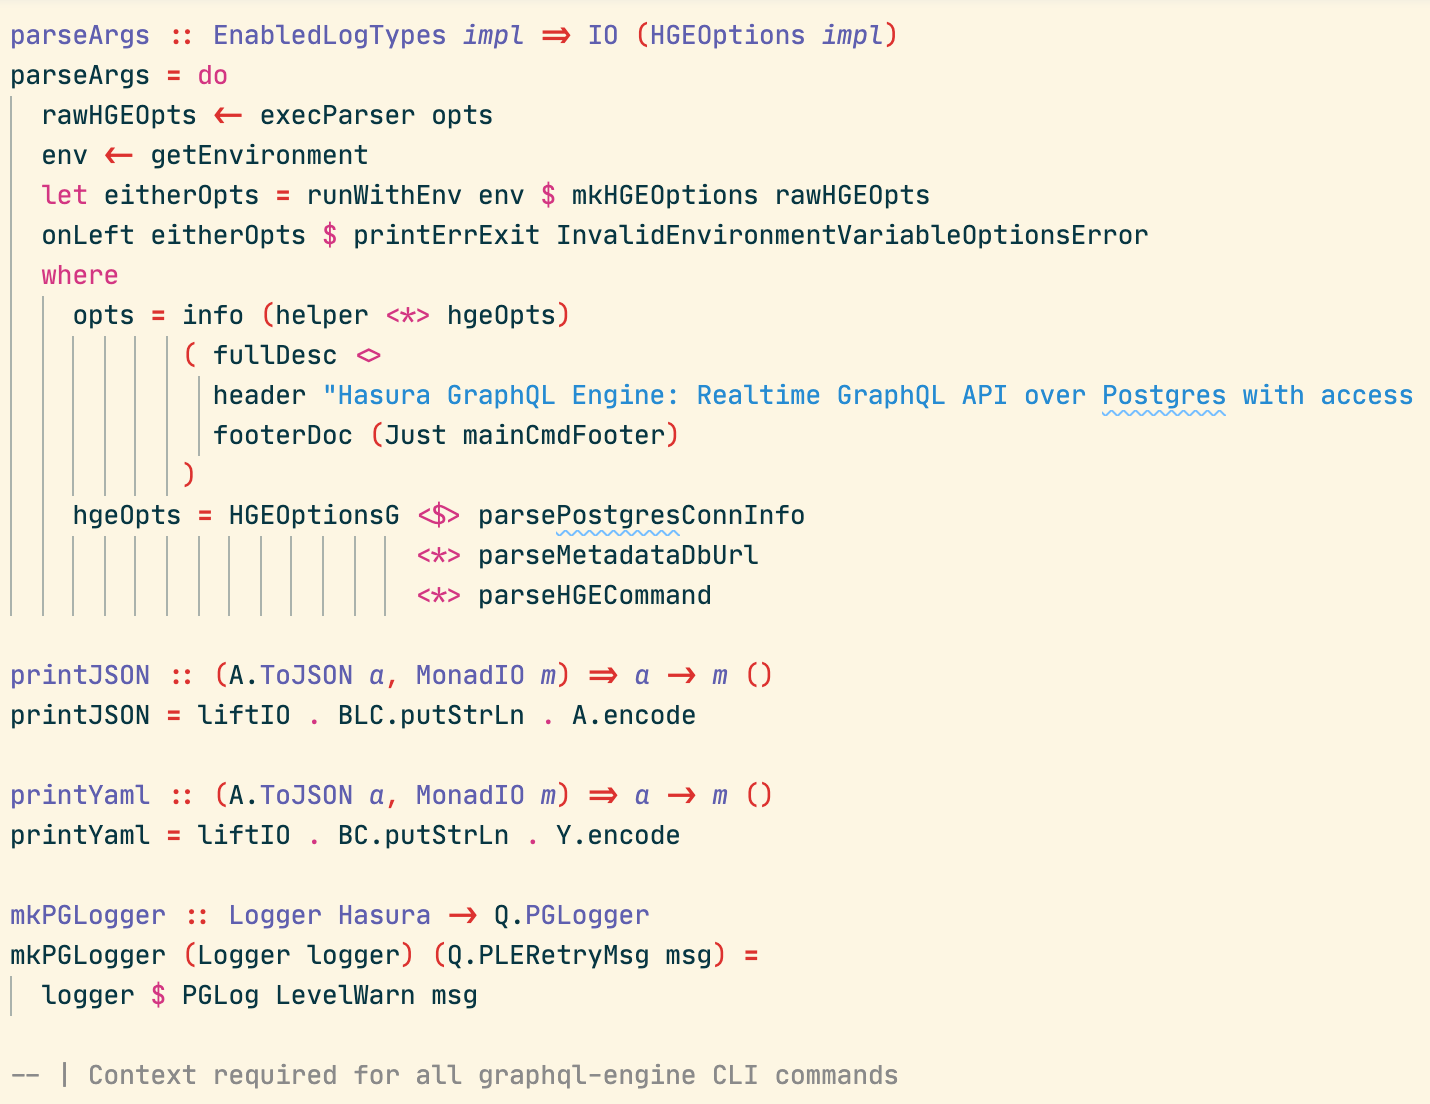 parseArgs :: EnabledLogTypes impl => IO (HGEOptions impl)
parseArgs = do
  rawHGEOpts <- execParser opts
  env <- getEnvironment
  let eitherOpts = runWithEnv env $ mkHGEOptions rawHGEOpts
  onLeft eitherOpts $ printErrExit InvalidEnvironmentVariableOptionsError
  where
    opts = info (helper <*> hgeOpts)
           ( fullDesc <>
             header "Hasura GraphQL Engine: Realtime GraphQL API over Postgres with access
             footerDoc (Just mainCmdFooter)
           )
    hgeOpts = HGEOptionsG <$> parsePostgresConnInfo
                          <*> parseMetadataDbUrl
                          <*> parseHGECommand

printJSON :: (A.ToJSON a, MonadIO m) => a -> m ()
printJSON = liftIO . BLC.putStrLn . A.encode

printYaml :: (A.ToJSON a, MonadIO m) => a -> m ()
printYaml = liftIO . BC.putStrLn . Y.encode

mkPGLogger :: Logger Hasura -> Q.PGLogger
mkPGLogger (Logger logger) (Q.PLERetryMsg msg) =
  logger $ PGLog LevelWarn msg

-- | Context required for all graphql-engine CLI commands